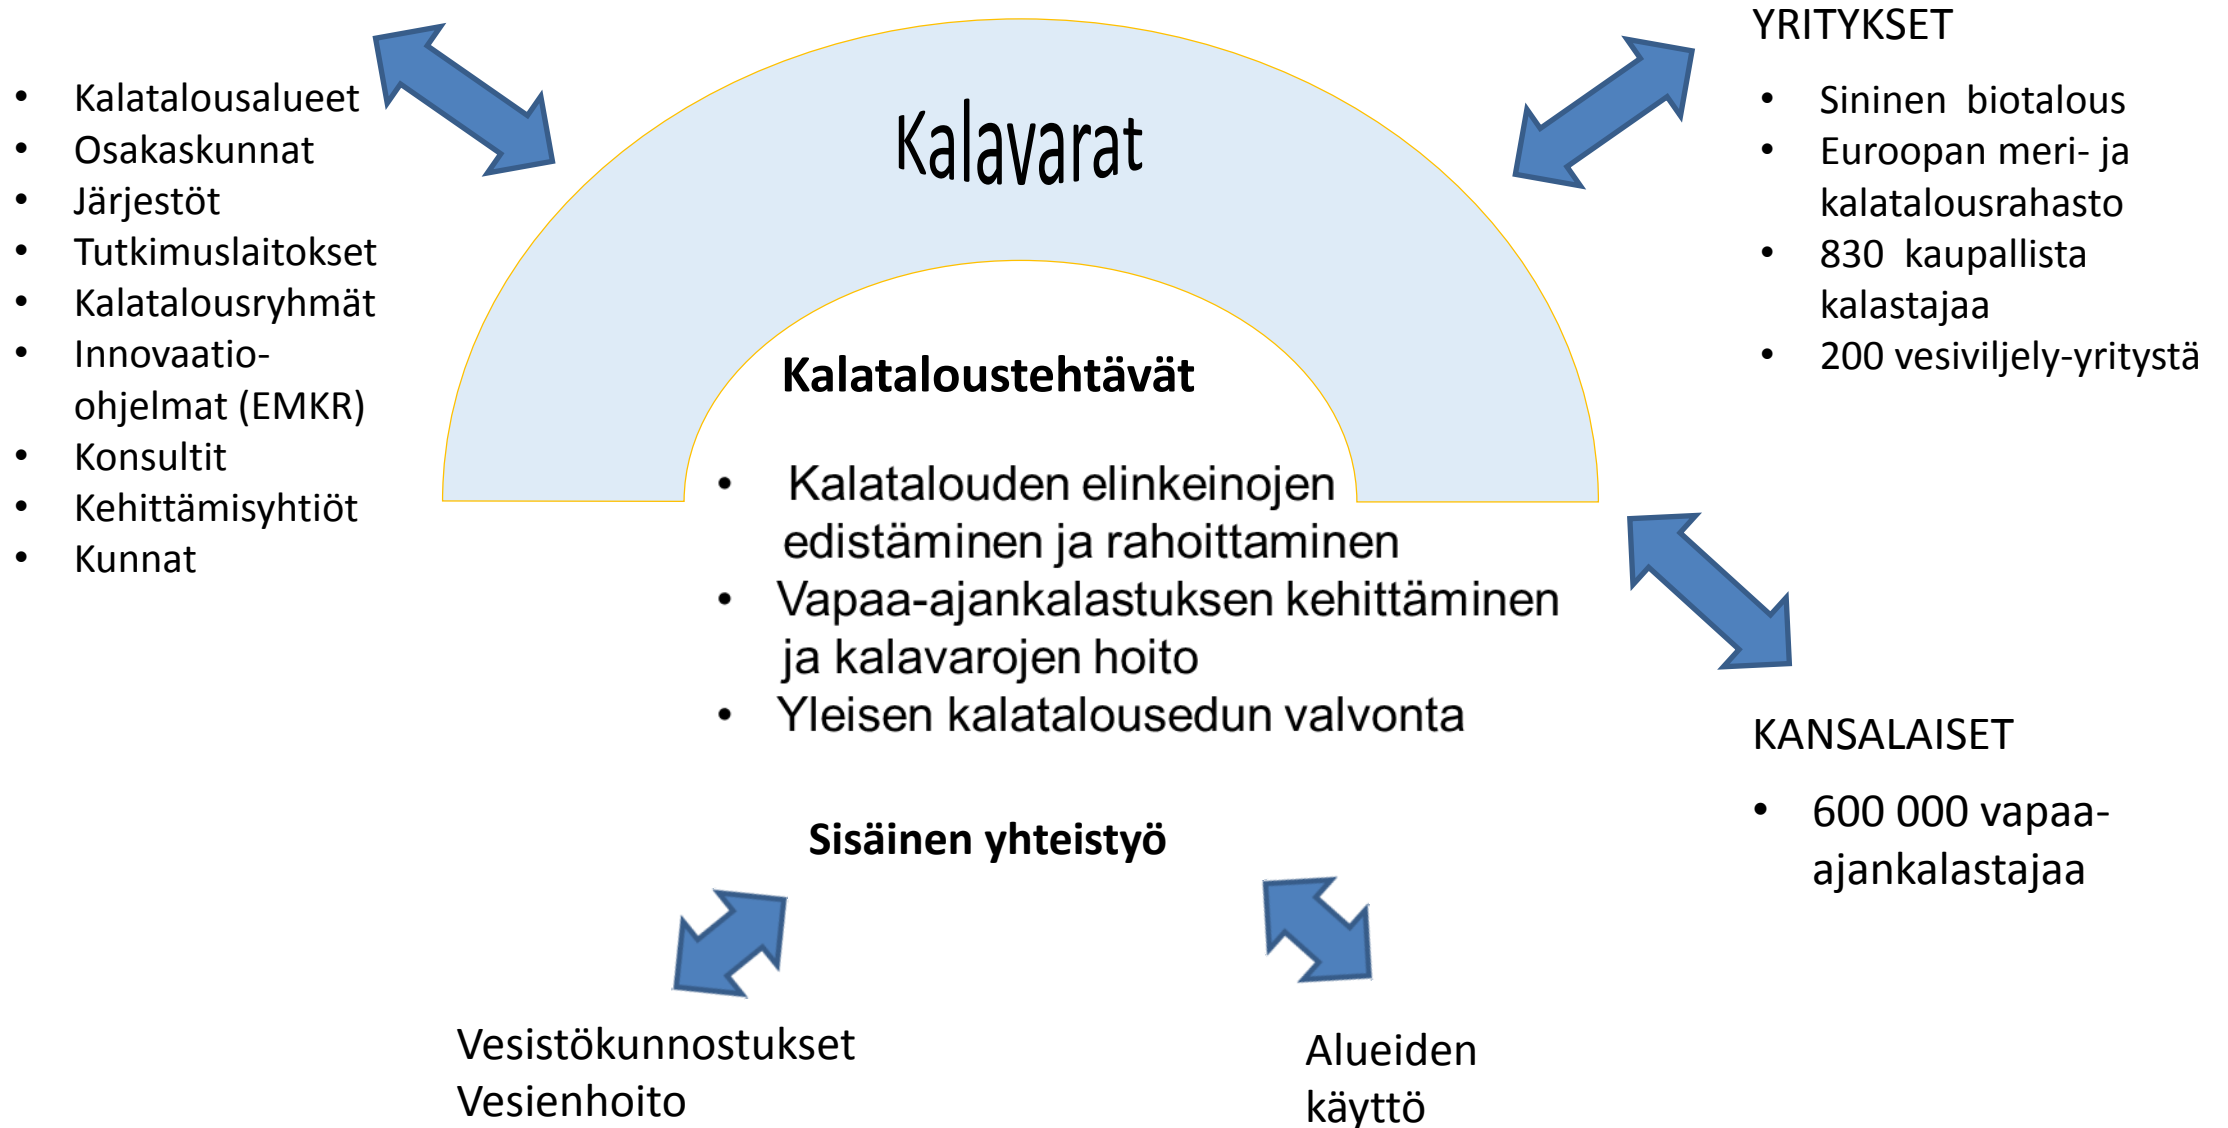 • Kalatalousalueet
• Osakaskunnat
• Järjestöt
• Tutkimuslaitokset
• Kalatalousryhmät
• Innovaatio-
ohjelmat (EMKR)
• Konsultit
• Kehittämisyhtiöt
• Kunnat
Kalavarat
Kalataloustehtävät
• Kalatalouden elinkeinojen
edistäminen ja rahoittaminen
• Vapaa-ajankalastuksen kehittäminen
ja kalavarojen hoito
• Yleisen kalatalousedun valvonta
YRITYKSET
• Sininen biotalous
• Euroopan meri- ja
kalatalousrahasto
• 830 kaupallista
kalastajaa
• 200 vesiviljely-yritystä
KANSALAISET
• 600 000 vapaa-
ajankalastajaa
Sisäinen yhteistyö
Vesistökunnostukset
Vesienhoito
Alueiden
käyttö